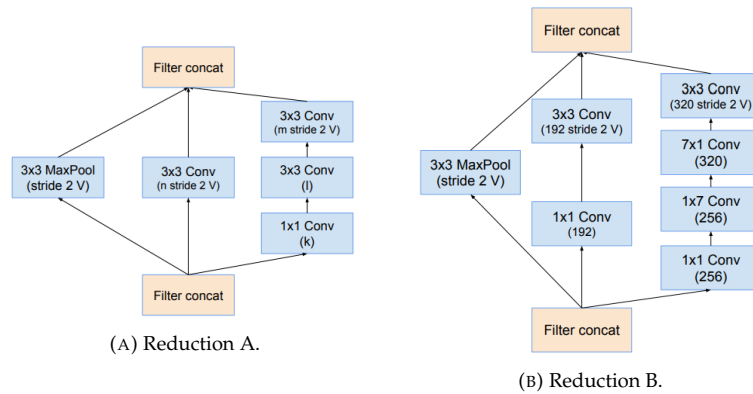 Filter concat
3x3 MaxPool
(stride 2 V)
3x3 Conv
(n stride 2 V)
3x3 Conv
(m stride 2 V)
3x3 Conv
(l)
1x1 Conv
(k)
Filter concat
(A) Reduction A.
Filter concat
3x3 MaxPool
(stride 2 V)
3x3 Conv
(192 stride 2 V)
1x1 Conv
(192)
3x3 Conv
(320 stride 2 V)
7x1 Conv
(320)
1x7 Conv
(256)
1x1 Conv
(256)
Filter concat
(B) Reduction B.